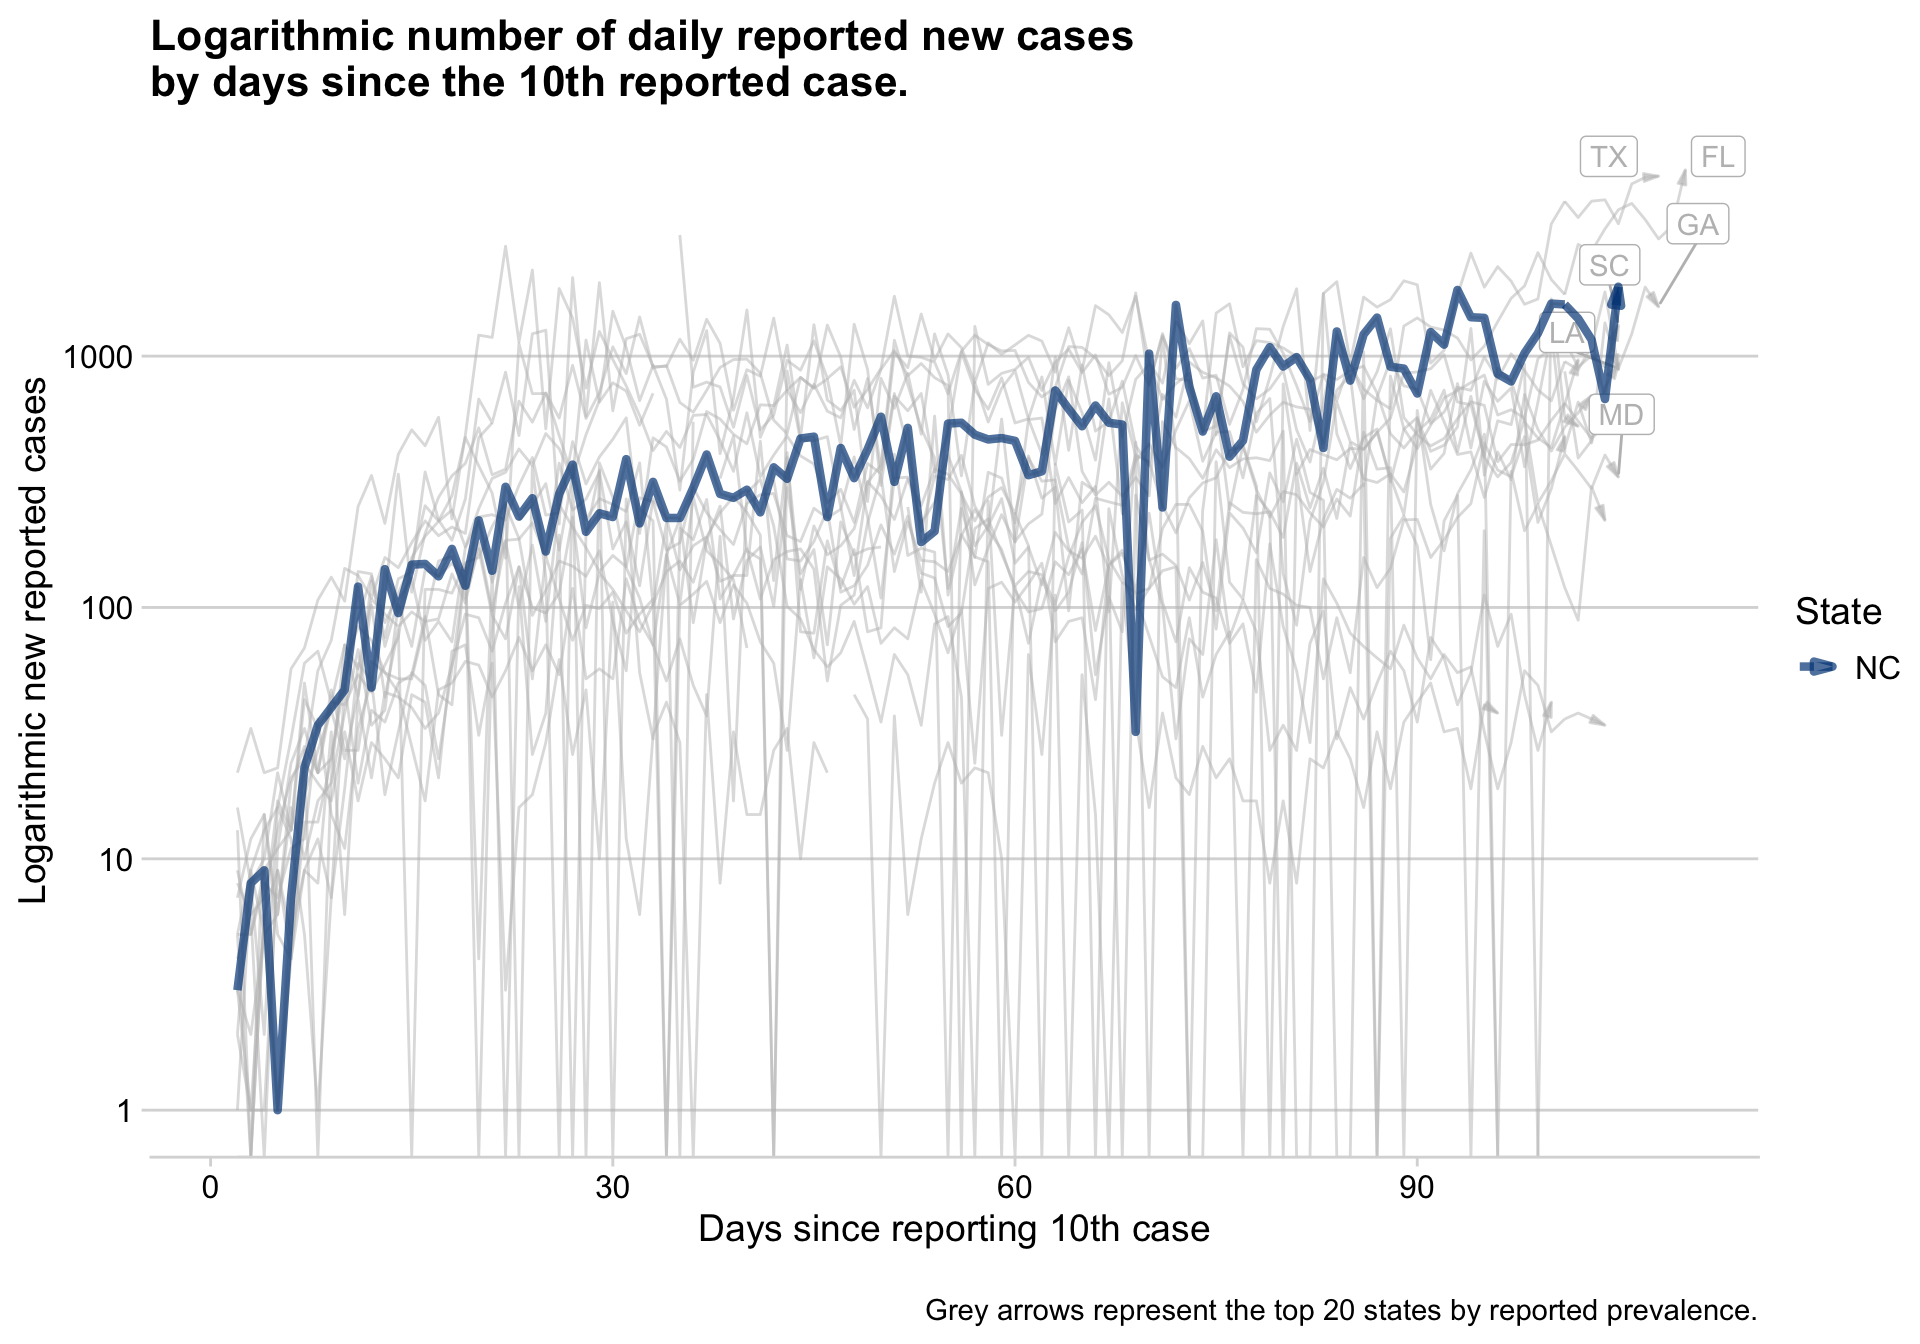 Logarithmic number of daily reported new cases
by days since the 10th reported case.
TX
FL
GA
SC
LA
MD
Logarithmic new reported cases
1000
100
10
1
0
30
60
90
Days since reporting 10th case
State
NC
Grey arrows represent the top 20 states by reported prevalence.